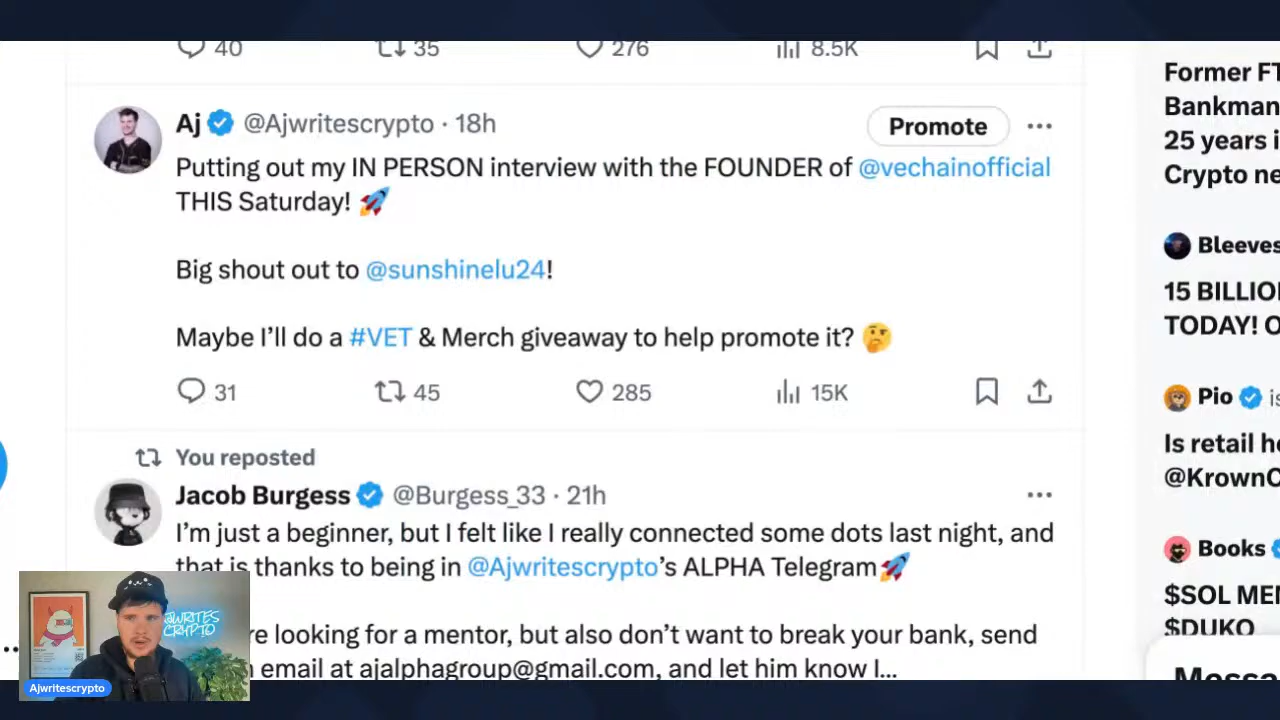 40 35 276 8.5K
Aj @Ajwritescrypto · 18h
Promote
Putting out my IN PERSON interview with the FOUNDER of @vechainofficial
THIS Saturday! 🚀
Big shout out to @sunshinelu24!
Maybe I’ll do a #VET & Merch giveaway to help promote it? 🤔
31 45 285 15K
You reposted
Jacob Burgess @Burgess_33 · 21h
I’m just a beginner, but I felt like I really connected some dots last night, and
that is thanks to being in @Ajwritescrypto’s ALPHA Telegram🚀
re looking for a mentor, but also don’t want to break your bank, send
email at ajalphagroup@gmail.com, and let him know I...
Former FT
Bankman
25 years i
Crypto ne
Bleeves
15 BILLIO
TODAY! O
Pio is
Is retail he
@KrownC
Books
$SOL MEM
$DUKO
Messa
AJWRITES
CRYPTO
Ajwritescrypto